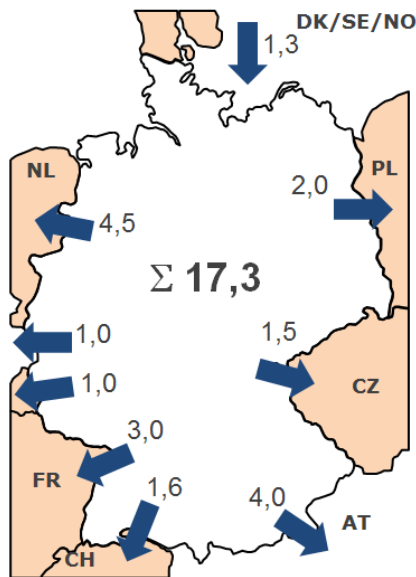 DK/SE/NO
1,3
NL
PL
2,0
4,5
Σ 17,3
1,0
1,5
1,0
CZ
3,0
FR
1,6
4,0
AT
CH